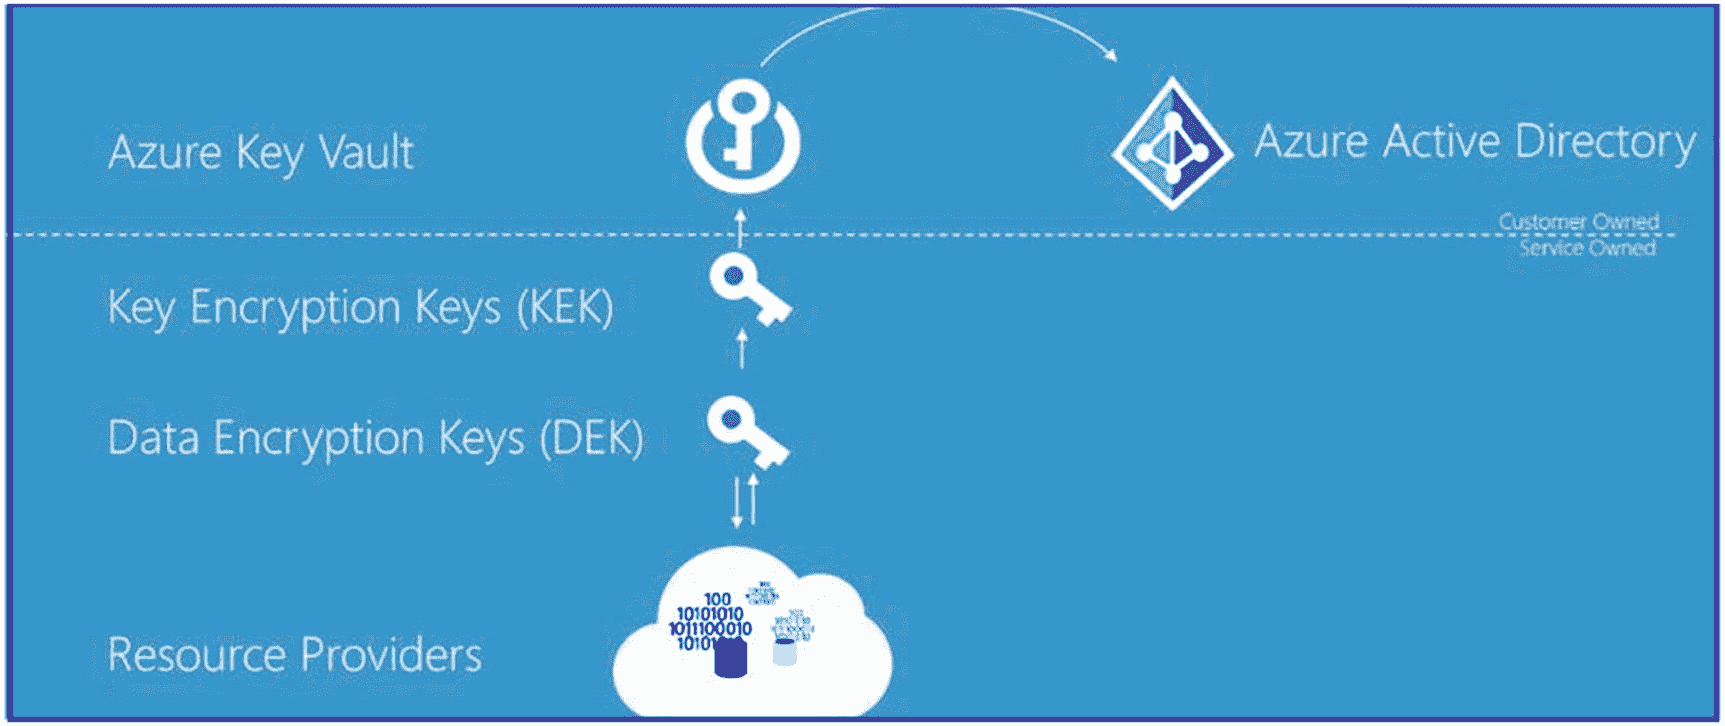 Azure Key Vault
Azure Active Directory
Customer Owned
Service Owned
Key Encryption Keys (KEK)
Data Encryption Keys (DEK)
100
10101010
1011100010
Resource Providers